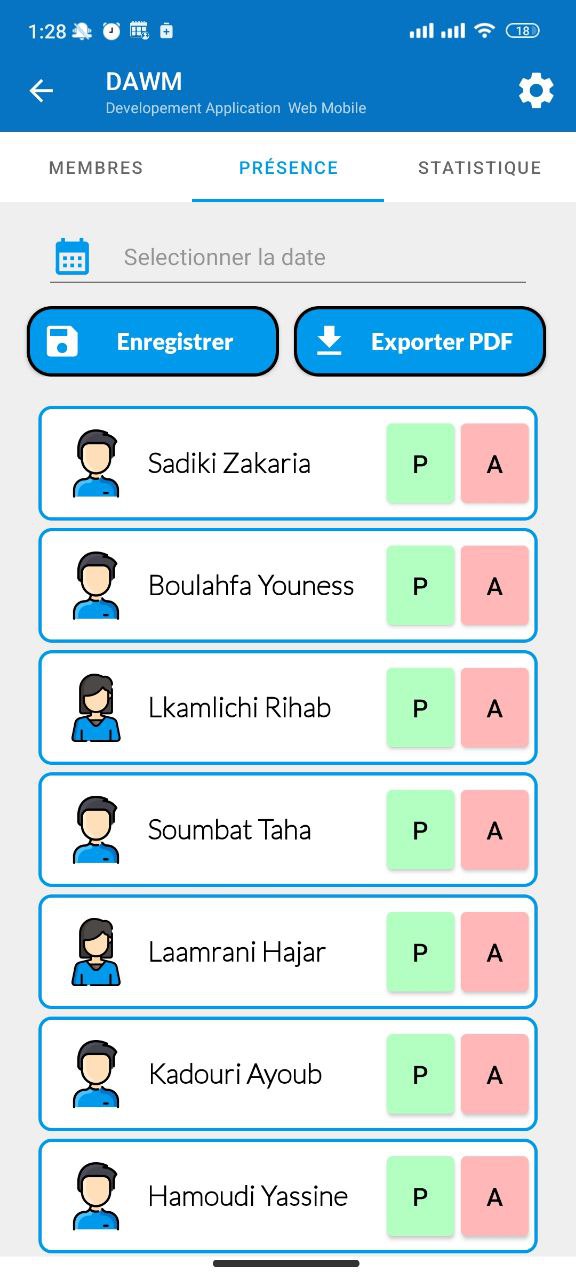 1:28
18
DAWM
Developement Application Web Mobile
MEMBRES PRÉSENCE STATISTIQUE
Selectionner la date
Enregistrer Exporter PDF
Sadiki Zakaria P A
Boulahfa Youness P A
Lkamlichi Rihab P A
Soumbat Taha P A
Laamrani Hajar P A
Kadouri Ayoub P A
Hamoudi Yassine P A